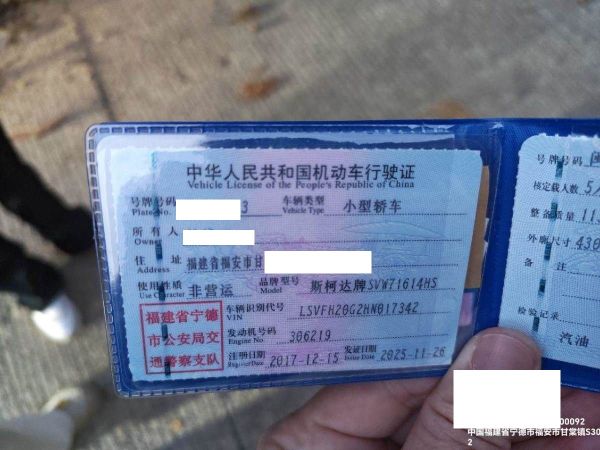 中华人民共和国机动车行驶证
Vehicle License of the People's Republic of China
号牌号码 3 车辆类型 小型轿车
Plate No. Vehicle Type
所 有 人
Owner
住 址 福建省福安市甘
Address
使用性质 非营运 品牌型号 斯柯达牌SVW71614HS
Use Character Model
福建省宁德
市公安局交
通警察支队
车辆识别代号 LSVFH20G2HN017342
VIN
发动机号码 306219
Engine No.
注册日期 2017-12-15 发证日期 2025-11-26
Register Date Issue Date
号牌号码
核定载人数 5/
整备质量 11
外廓尺寸 430
备 注
检验记录
汽油
00092
中国福建省宁德市福安市甘棠镇S30
2